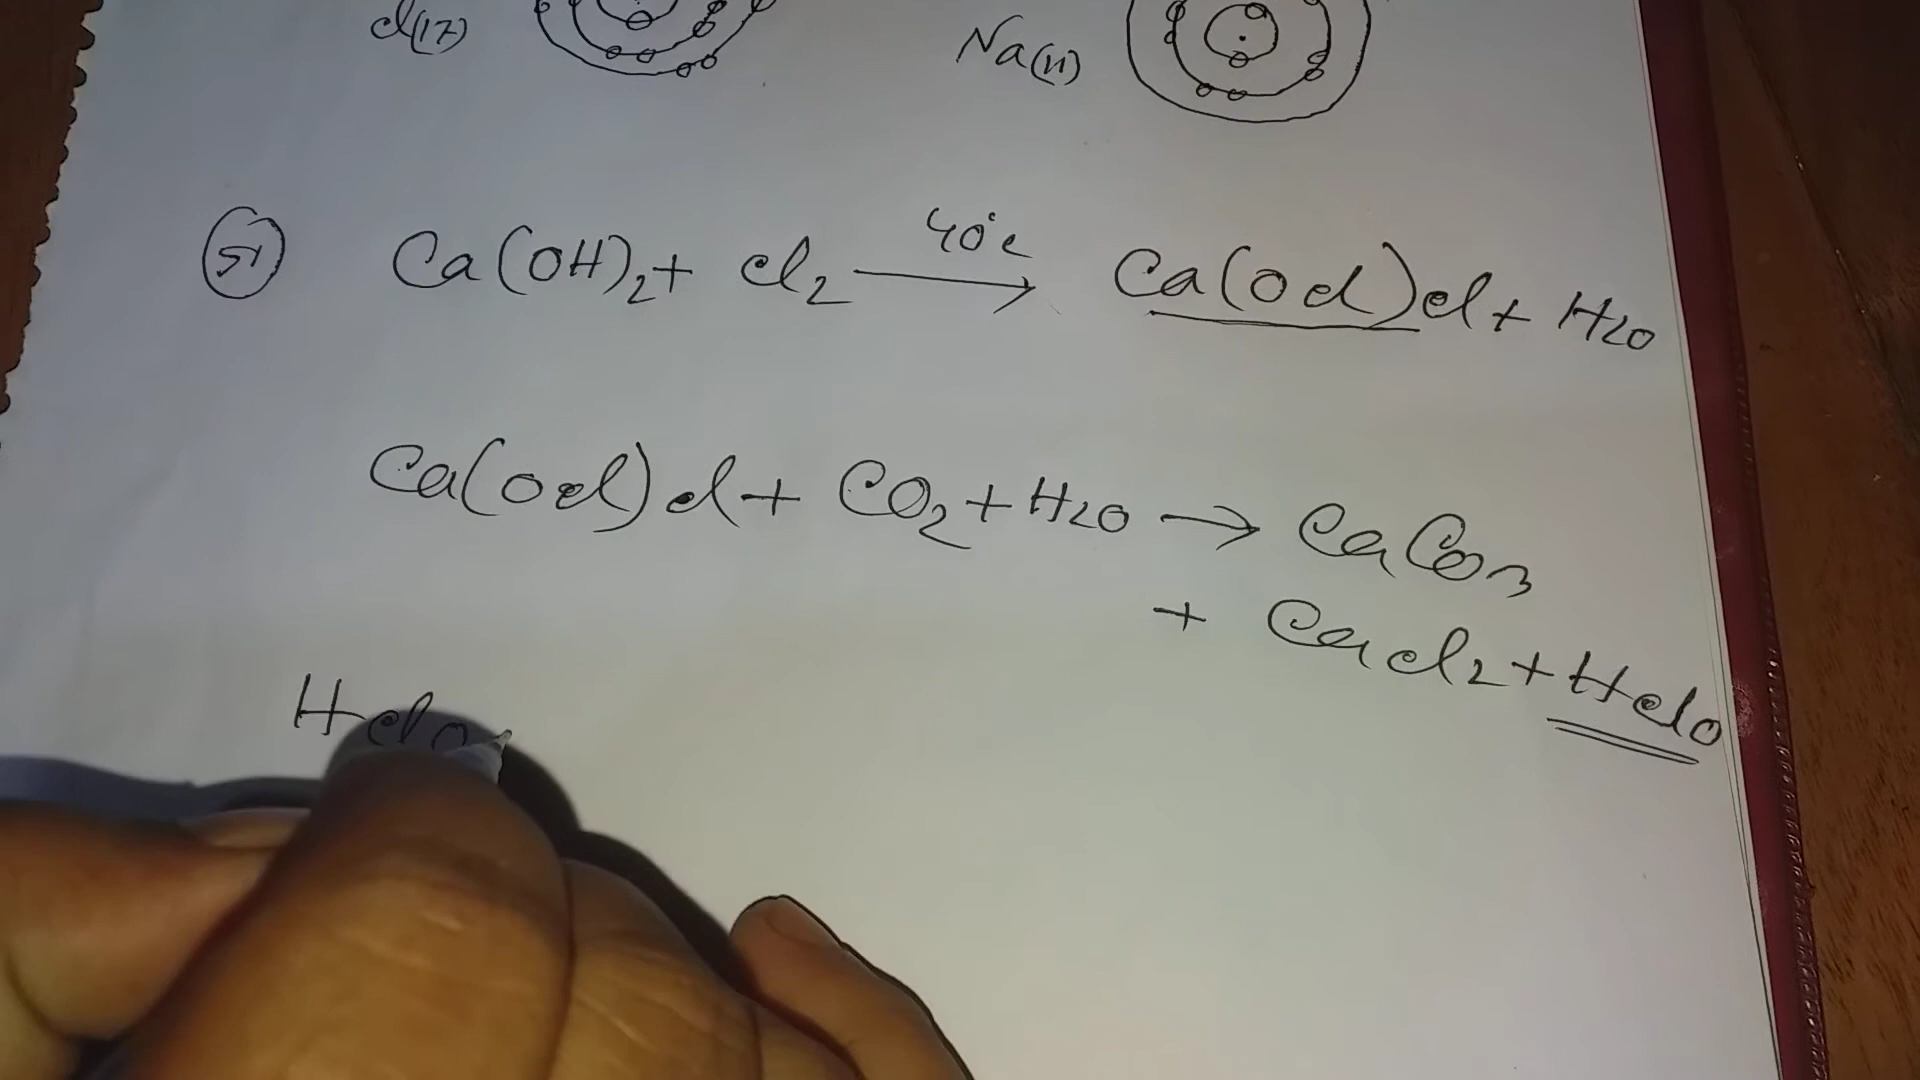 Cl(17) Na(11)
Ca(OH)₂ + Cl₂ 40°C → Ca(OCl)Cl + H₂O
Ca(OCl)Cl + CO₂ + H₂O → CaCO₃
+ CaCl₂ + HClO
HClO